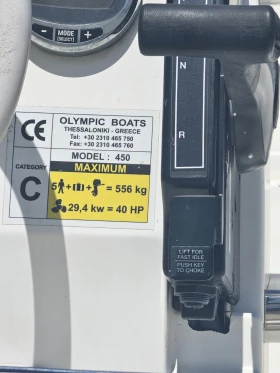 - MODE +
(SELECT)
N
R
CE
OLYMPIC BOATS
THESSALONIKI - GREECE
Tel: +30 2310 465 750
Fax: +30 2310 465 760
MODEL : 450
CATEGORY
C
MAXIMUM
5 + + = 556 kg
29,4 kw = 40 HP
LIFT FOR
FAST IDLE
PUSH KEY
TO CHOKE